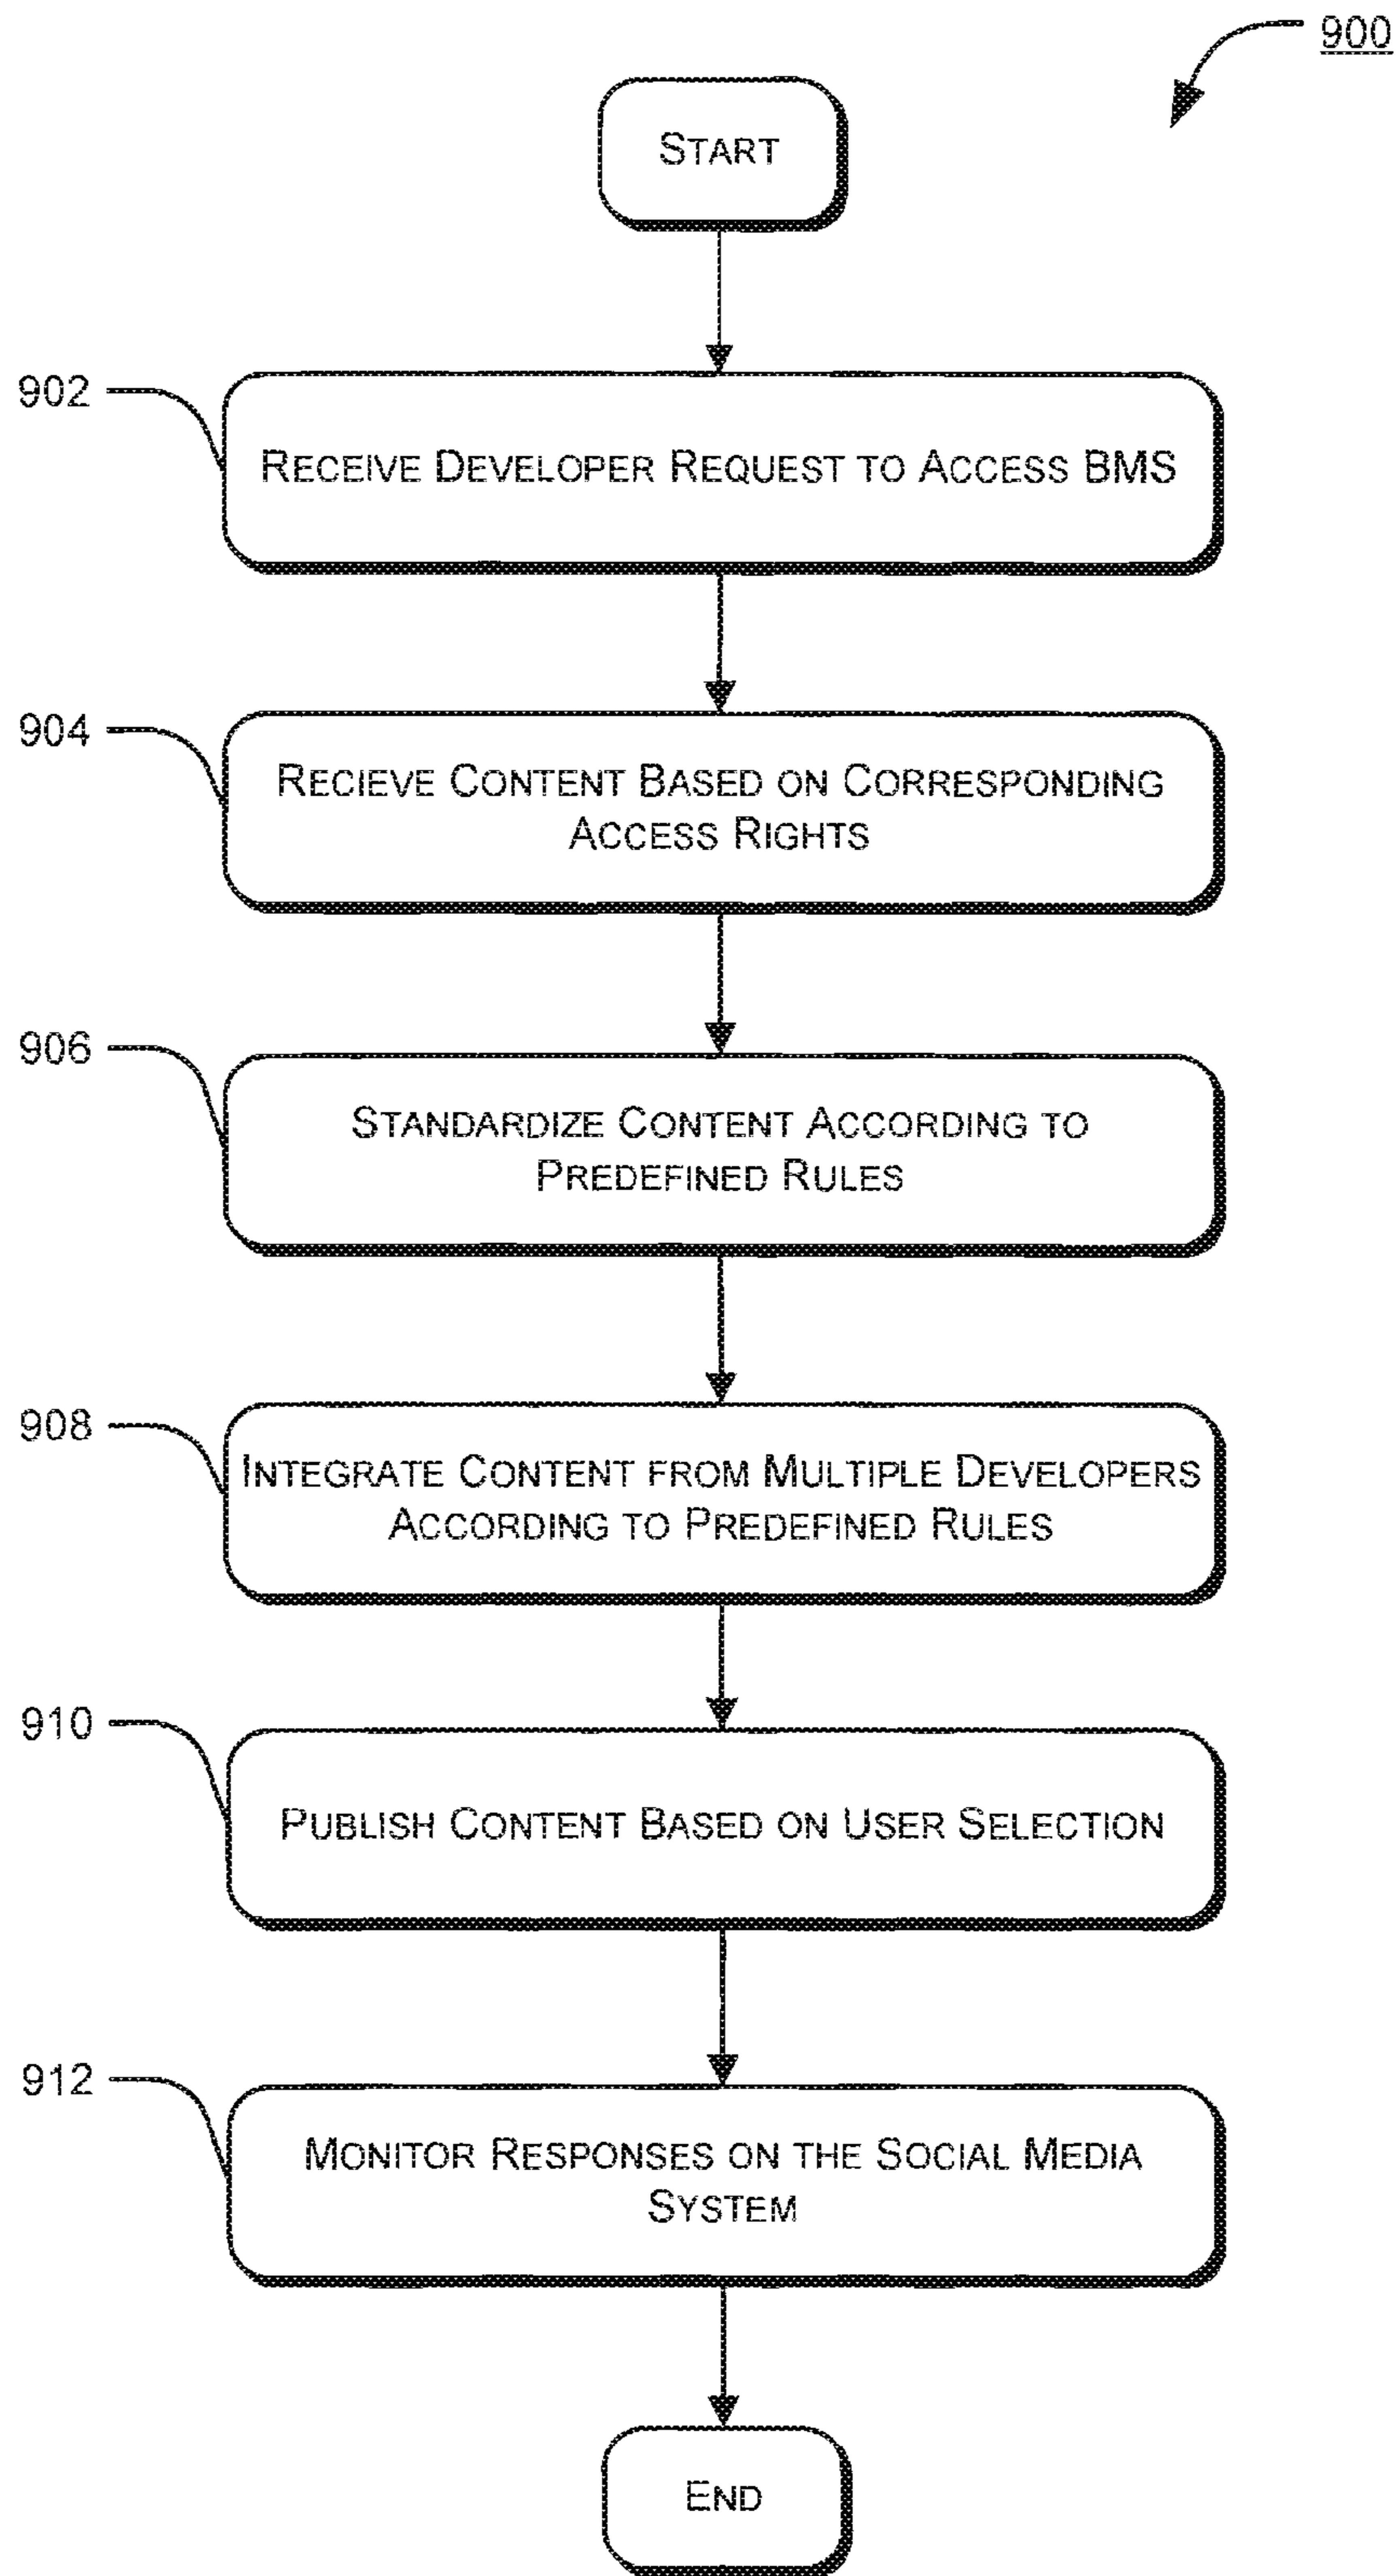 900
START
902
RECEIVE DEVELOPER REQUEST TO ACCESS BMS
904
RECIEVE CONTENT BASED ON CORRESPONDING
ACCESS RIGHTS
906
STANDARDIZE CONTENT ACCORDING TO
PREDEFINED RULES
908
INTEGRATE CONTENT FROM MULTIPLE DEVELOPERS
ACCORDING TO PREDEFINED RULES
910
PUBLISH CONTENT BASED ON USER SELECTION
912
MONITOR RESPONSES ON THE SOCIAL MEDIA
SYSTEM
END